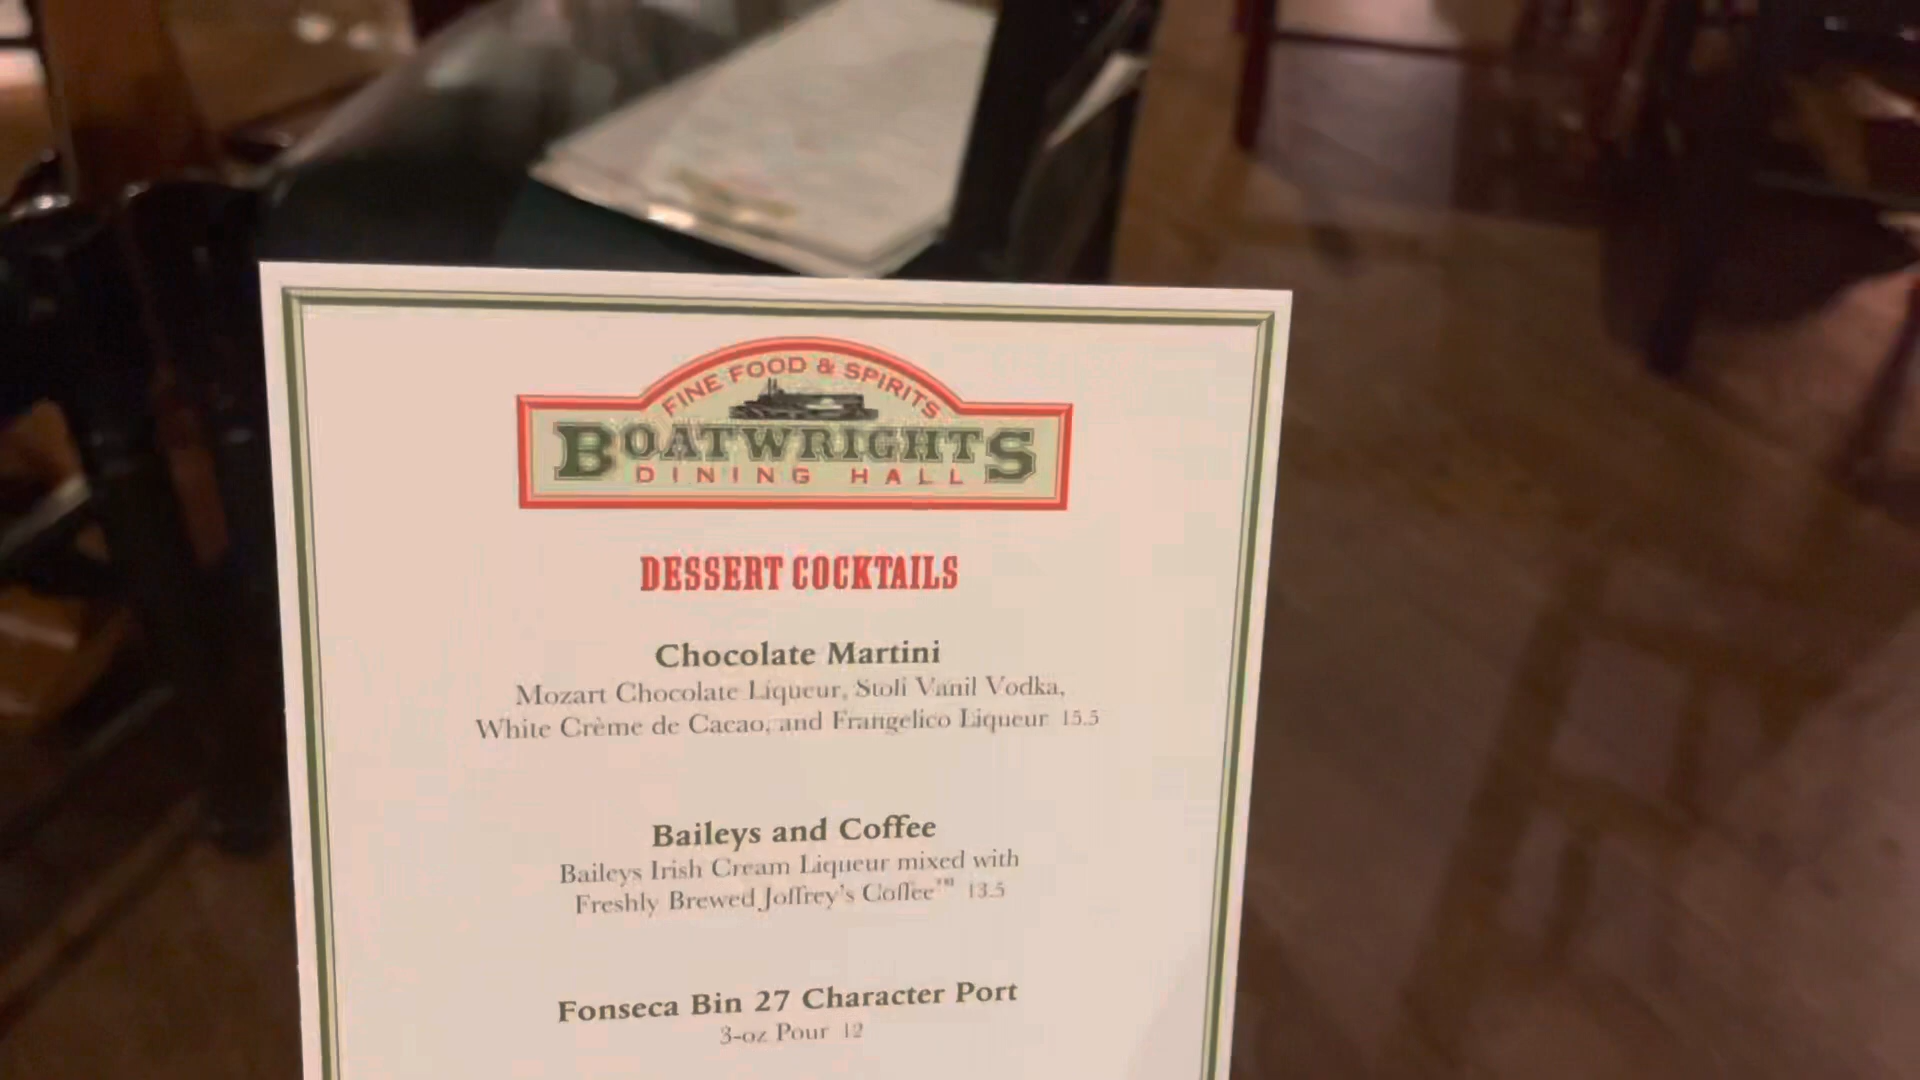 FINE FOOD & SPIRITS
BOATWRIGHTS
DINING HALL
DESSERT COCKTAILS
Chocolate Martini
Mozart Chocolate Liqueur, Stoli Vanil Vodka,
White Crème de Cacao, and Frangelico Liqueur 15.5
Baileys and Coffee
Baileys Irish Cream Liqueur mixed with
Freshly Brewed Joffrey's Coffee™ 13.5
Fonseca Bin 27 Character Port
3-oz Pour 12